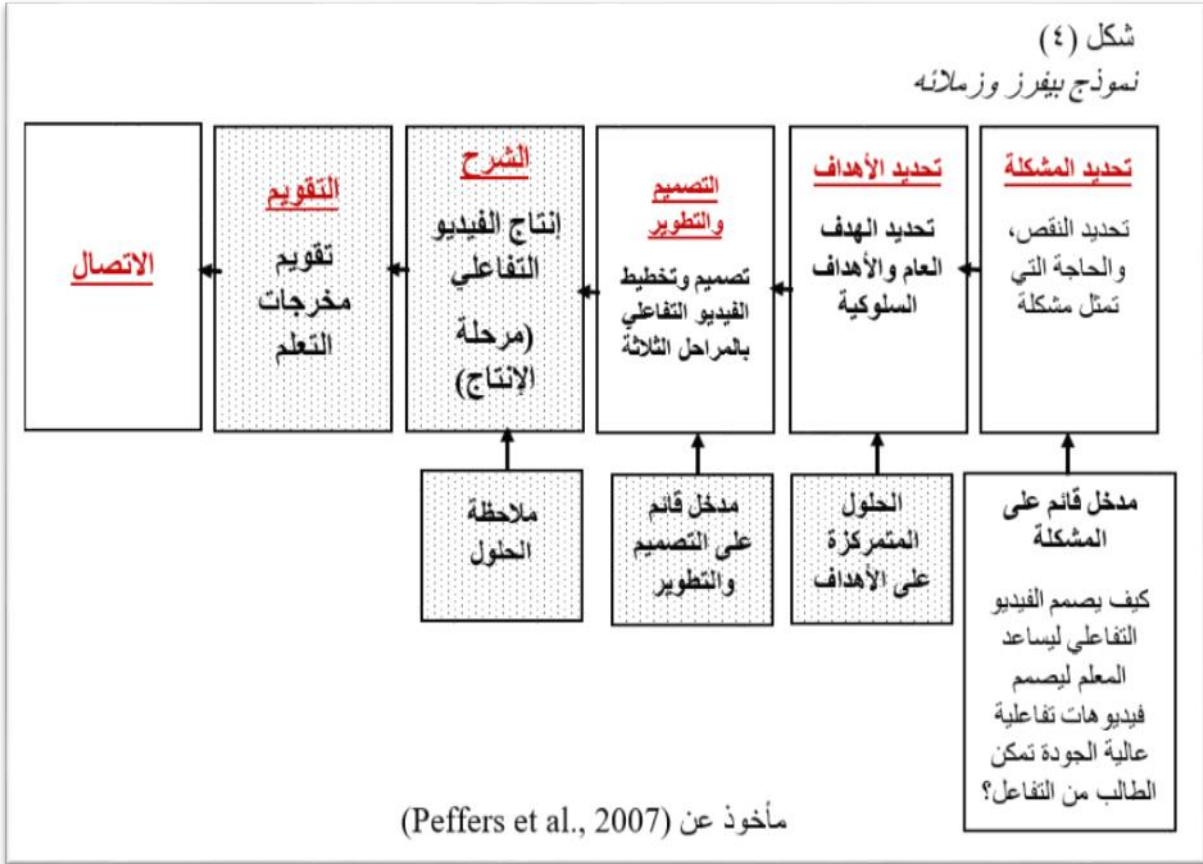 شكل (٤)
نموذج بيفرز وزملائه
تحديد المشكلة
تحديد النقص،
والحاجة التي
تمثل مشكلة
تحديد الأهداف
تحديد الهدف
العام والأهداف
السلوكية
التصميم
والتطوير
تصميم وتخطيط
الفيديو التفاعلي
بالمراحل الثلاثة
الشرح
إنتاج الفيديو
التفاعلي
(مرحلة
الإنتاج)
التقويم
تقويم
مخرجات
التعلم
الاتصال
مدخل قائم على
المشكلة
كيف يصمم الفيديو
التفاعلي ليساعد
المعلم ليصمم
فيديوهات تفاعلية
عالية الجودة تمكن
الطالب من التفاعل؟
الحلول
المتمركزة
على الأهداف
مدخل قائم
على التصميم
والتطوير
ملاحظة
الحلول
مأخوذ عن (Peffers et al., 2007)